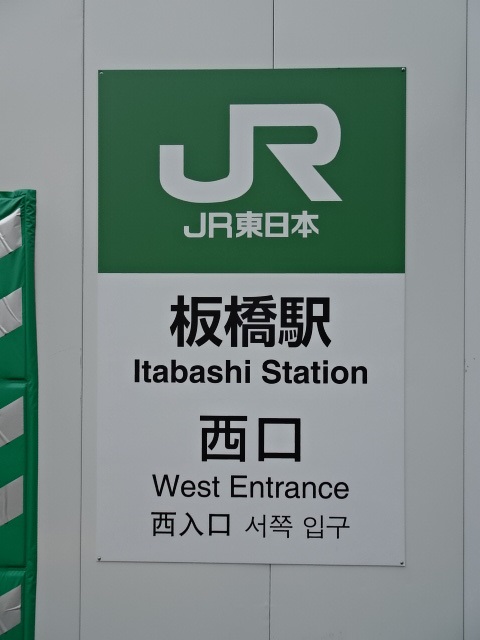 JR
JR東日本
板橋駅
Itabashi Station
西口
West Entrance
西入口 서쪽 입구